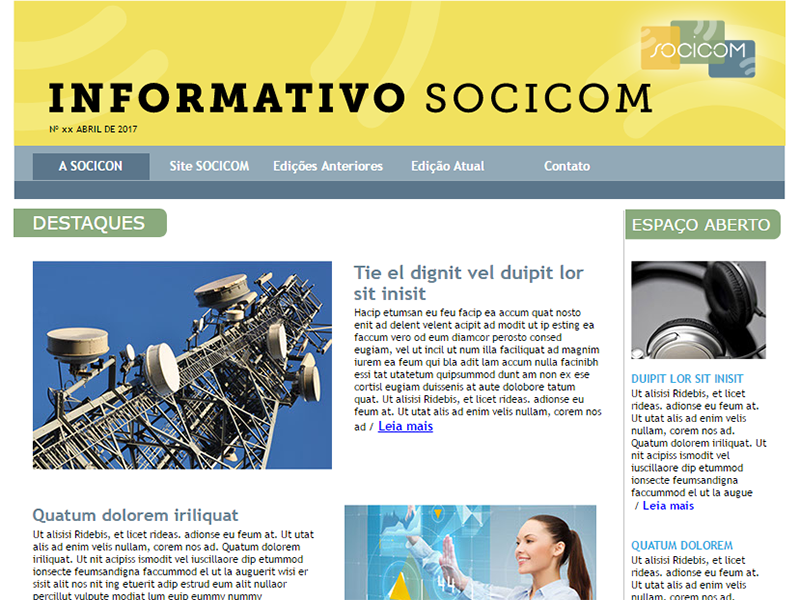 SOCICOM
INFORMATIVO SOCICOM
Nº xx ABRIL DE 2017
A SOCICON Site SOCICOM Edições Anteriores Edição Atual Contato
DESTAQUES
Tie el dignit vel duipit lor
sit inisit
Hacip etumsan eu feu facip ea accum quat nosto
enit ad delent velent acipit ad modit ut ip esting ea
faccum vero od eum diamcor perosto consed
eugiam, vel ut incil ut num illa faciliquat ad magnim
iurem ea feum qui bla adit lam accum nulla facinibh
essi tat utatetum quipsummod dunt am non ex ese
cortisl eugiam duissenis at aute dolobore tatum
quat. Ut alisisi Ridebis, et licet rideas. adionse eu
feum at. Ut utat alis ad enim velis nullam, corem nos
ad / Leia mais
Quatum dolorem iriliquat
Ut alisisi Ridebis, et licet rideas. adionse eu feum at. Ut utat
alis ad enim velis nullam, corem nos ad. Quatum dolorem
iriliquat. Ut nit acipiss ismodit vel iuscillaore dip etummod
ionsecte feumsandigna faccummod el ut la auguerit wisi er
sisit alit nos nit ing etuerit adip estrud eum alit nullaor
percillut vulpute modiat lum euip eummy nummy
ESPAÇO ABERTO
DUIPIT LOR SIT INISIT
Ut alisisi Ridebis, et licet
rideas. adionse eu feum at.
Ut utat alis ad enim velis
nullam, corem nos ad.
Quatum dolorem iriliquat. Ut
nit acipiss ismodit vel
iuscillaore dip etummod
ionsecte feumsandigna
faccummod el ut la augue
/ Leia mais
QUATUM DOLOREM
Ut alisisi Ridebis, et licet
rideas. adionse eu feum at.
Ut utat alis ad enim velis
nullam, corem nos ad.